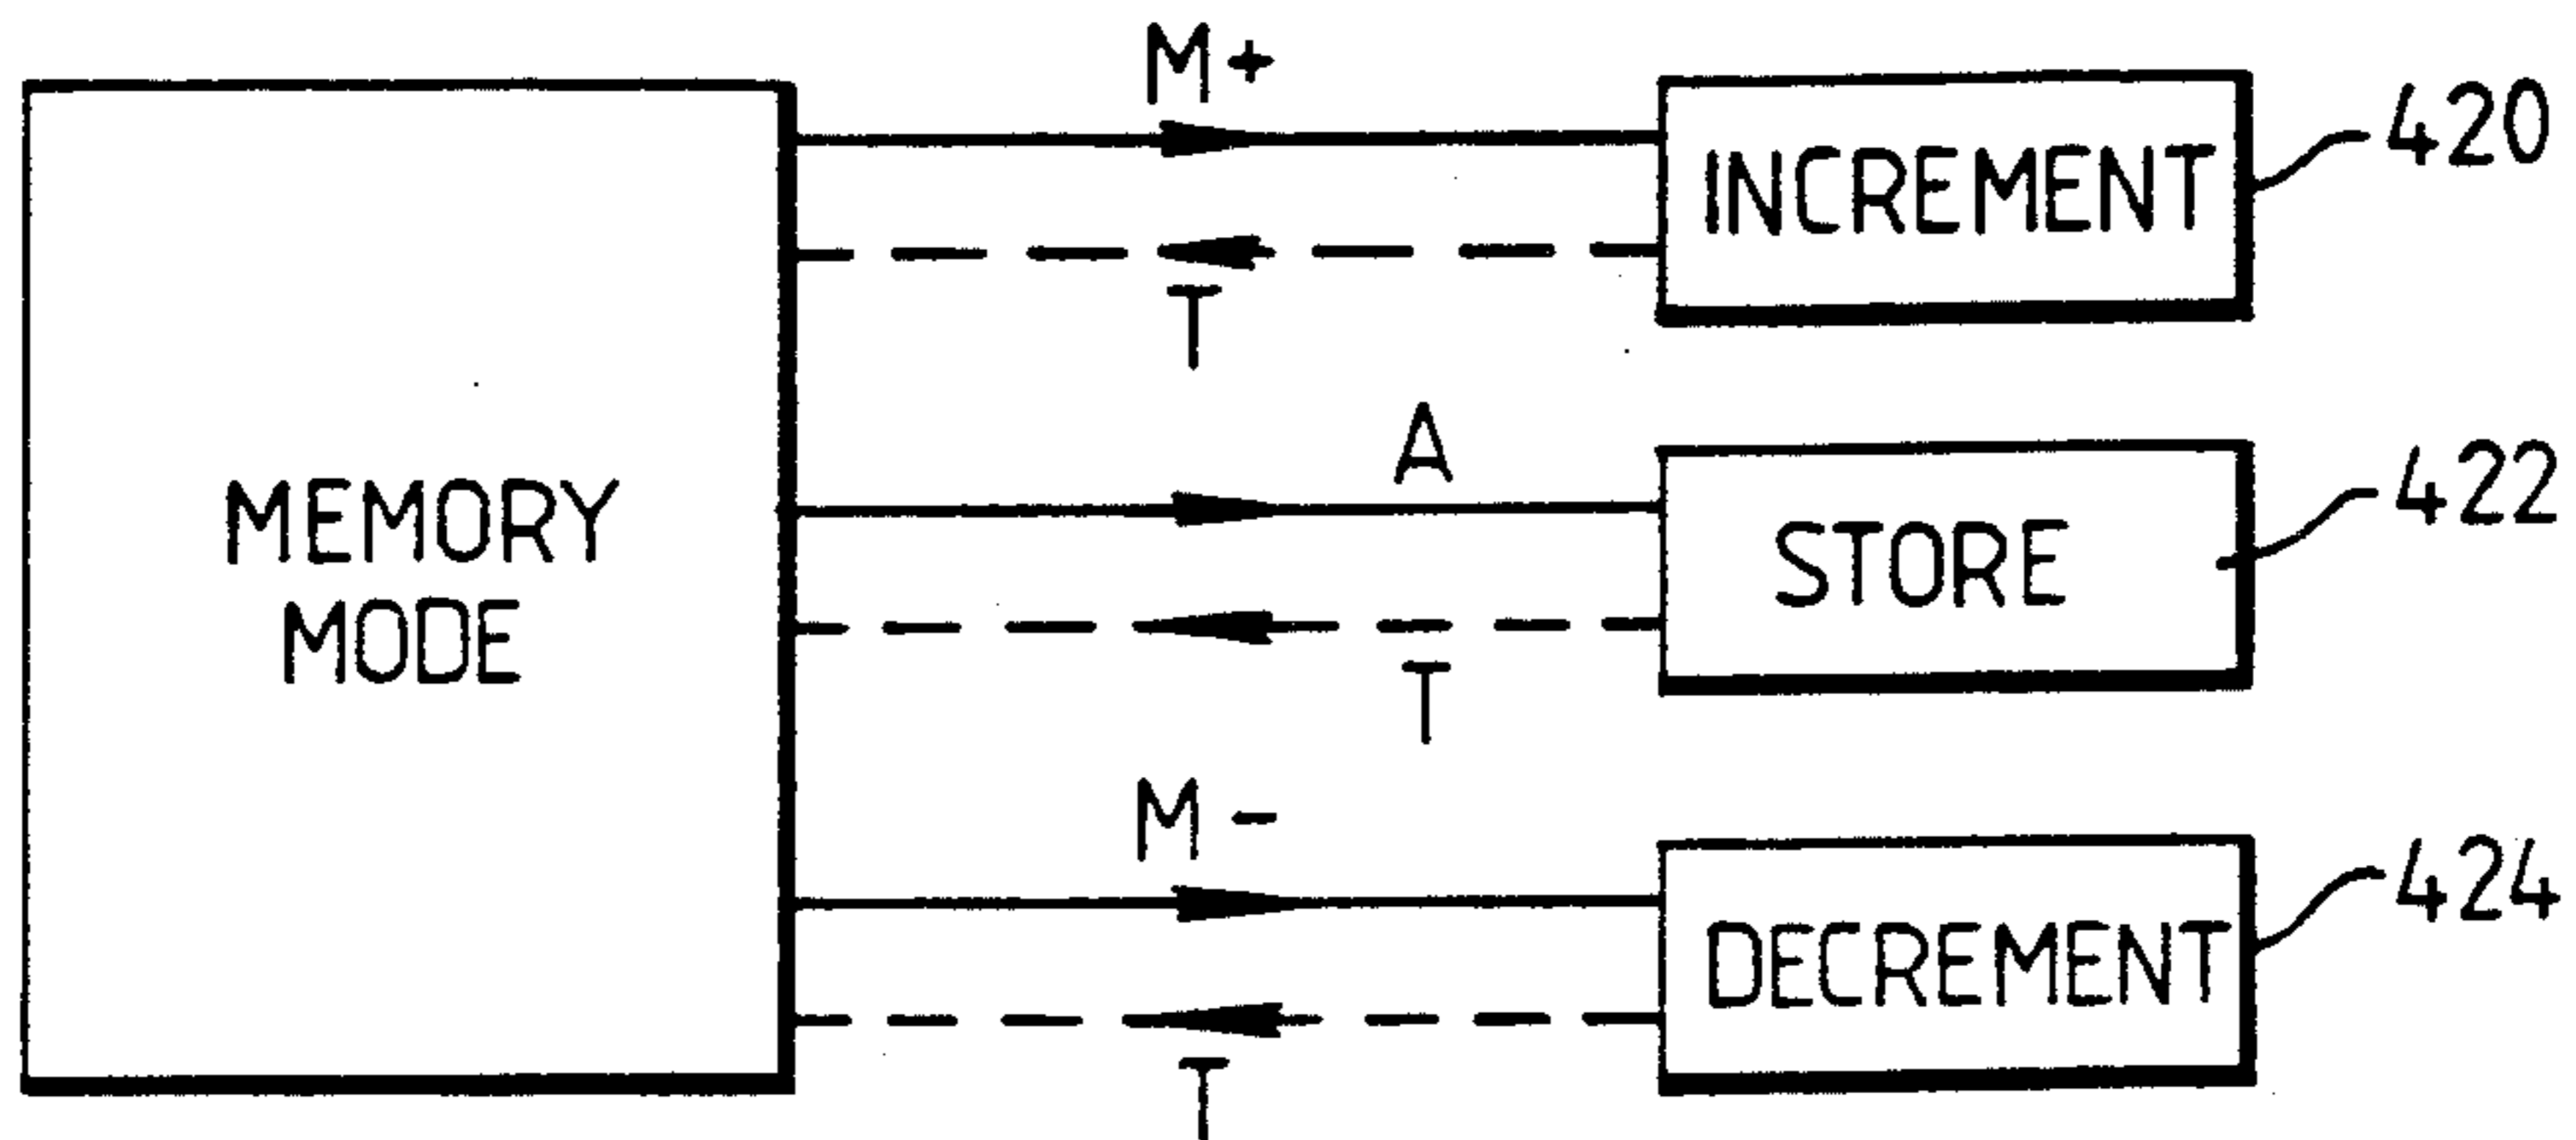 M+
INCREMENT
420
T
MEMORY
MODE
A
STORE
422
T
M-
DECREMENT
424
T